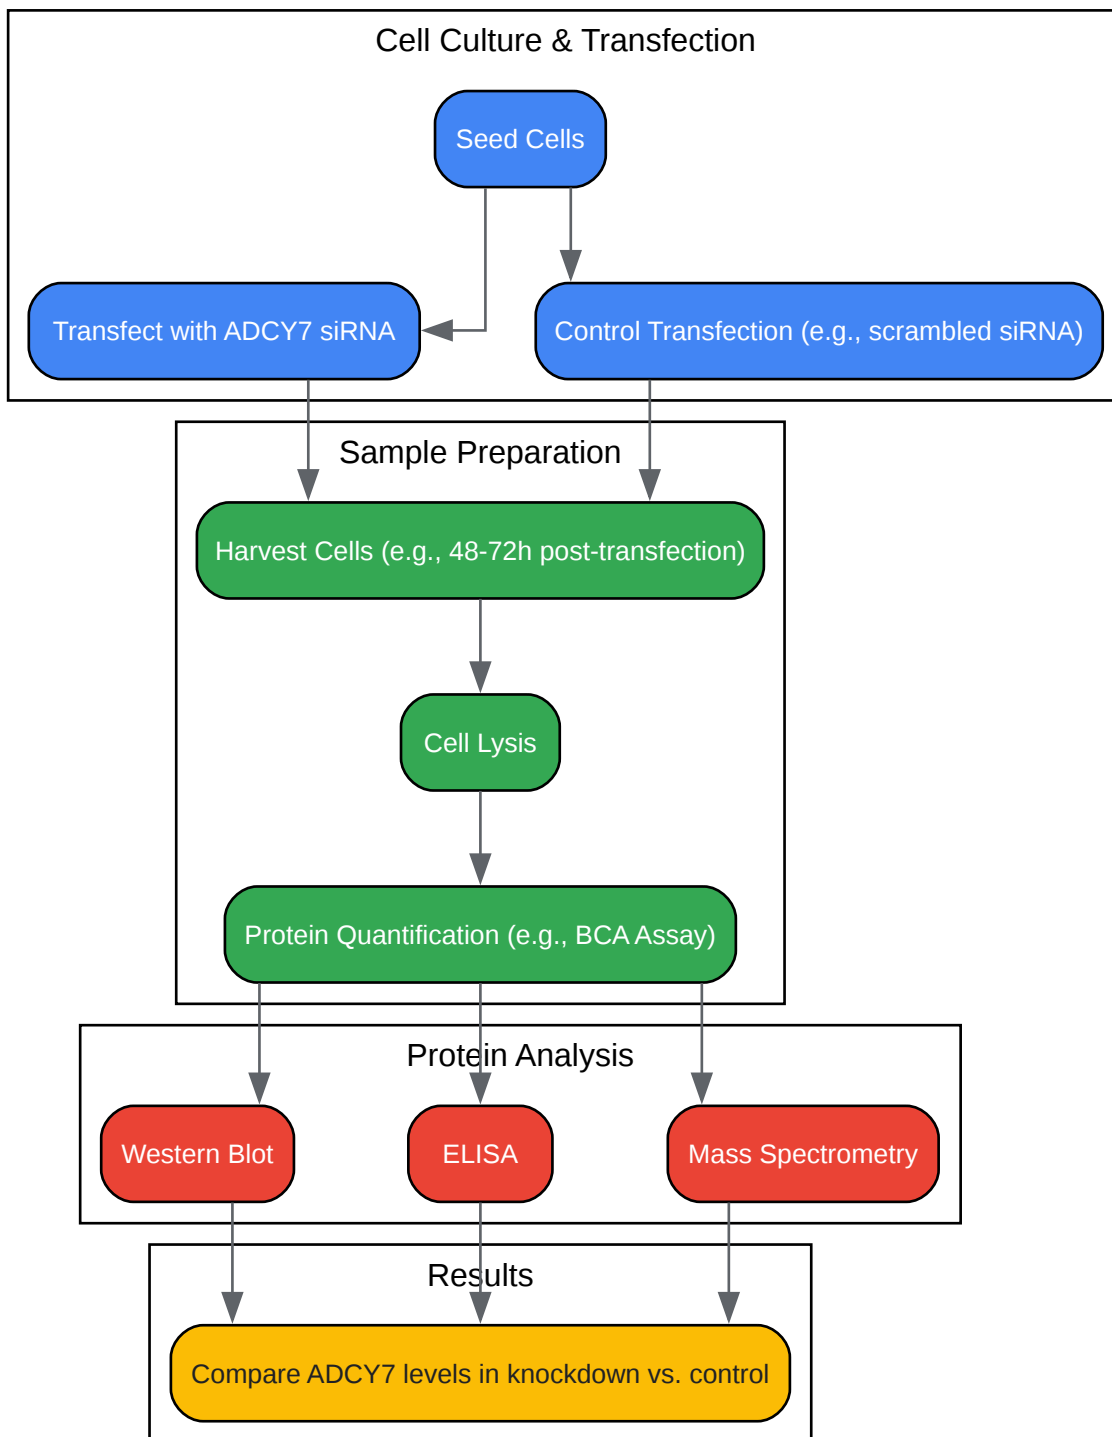 Cell Culture & Transfection
Seed Cells
Transfect with ADCY7 siRNA
Control Transfection (e.g., scrambled siRNA)
Sample Preparation
Harvest Cells (e.g., 48-72h post-transfection)
Cell Lysis
Protein Quantification (e.g., BCA Assay)
Protein Analysis
Western Blot
ELISA
Mass Spectrometry
Results
Compare ADCY7 levels in knockdown vs. control